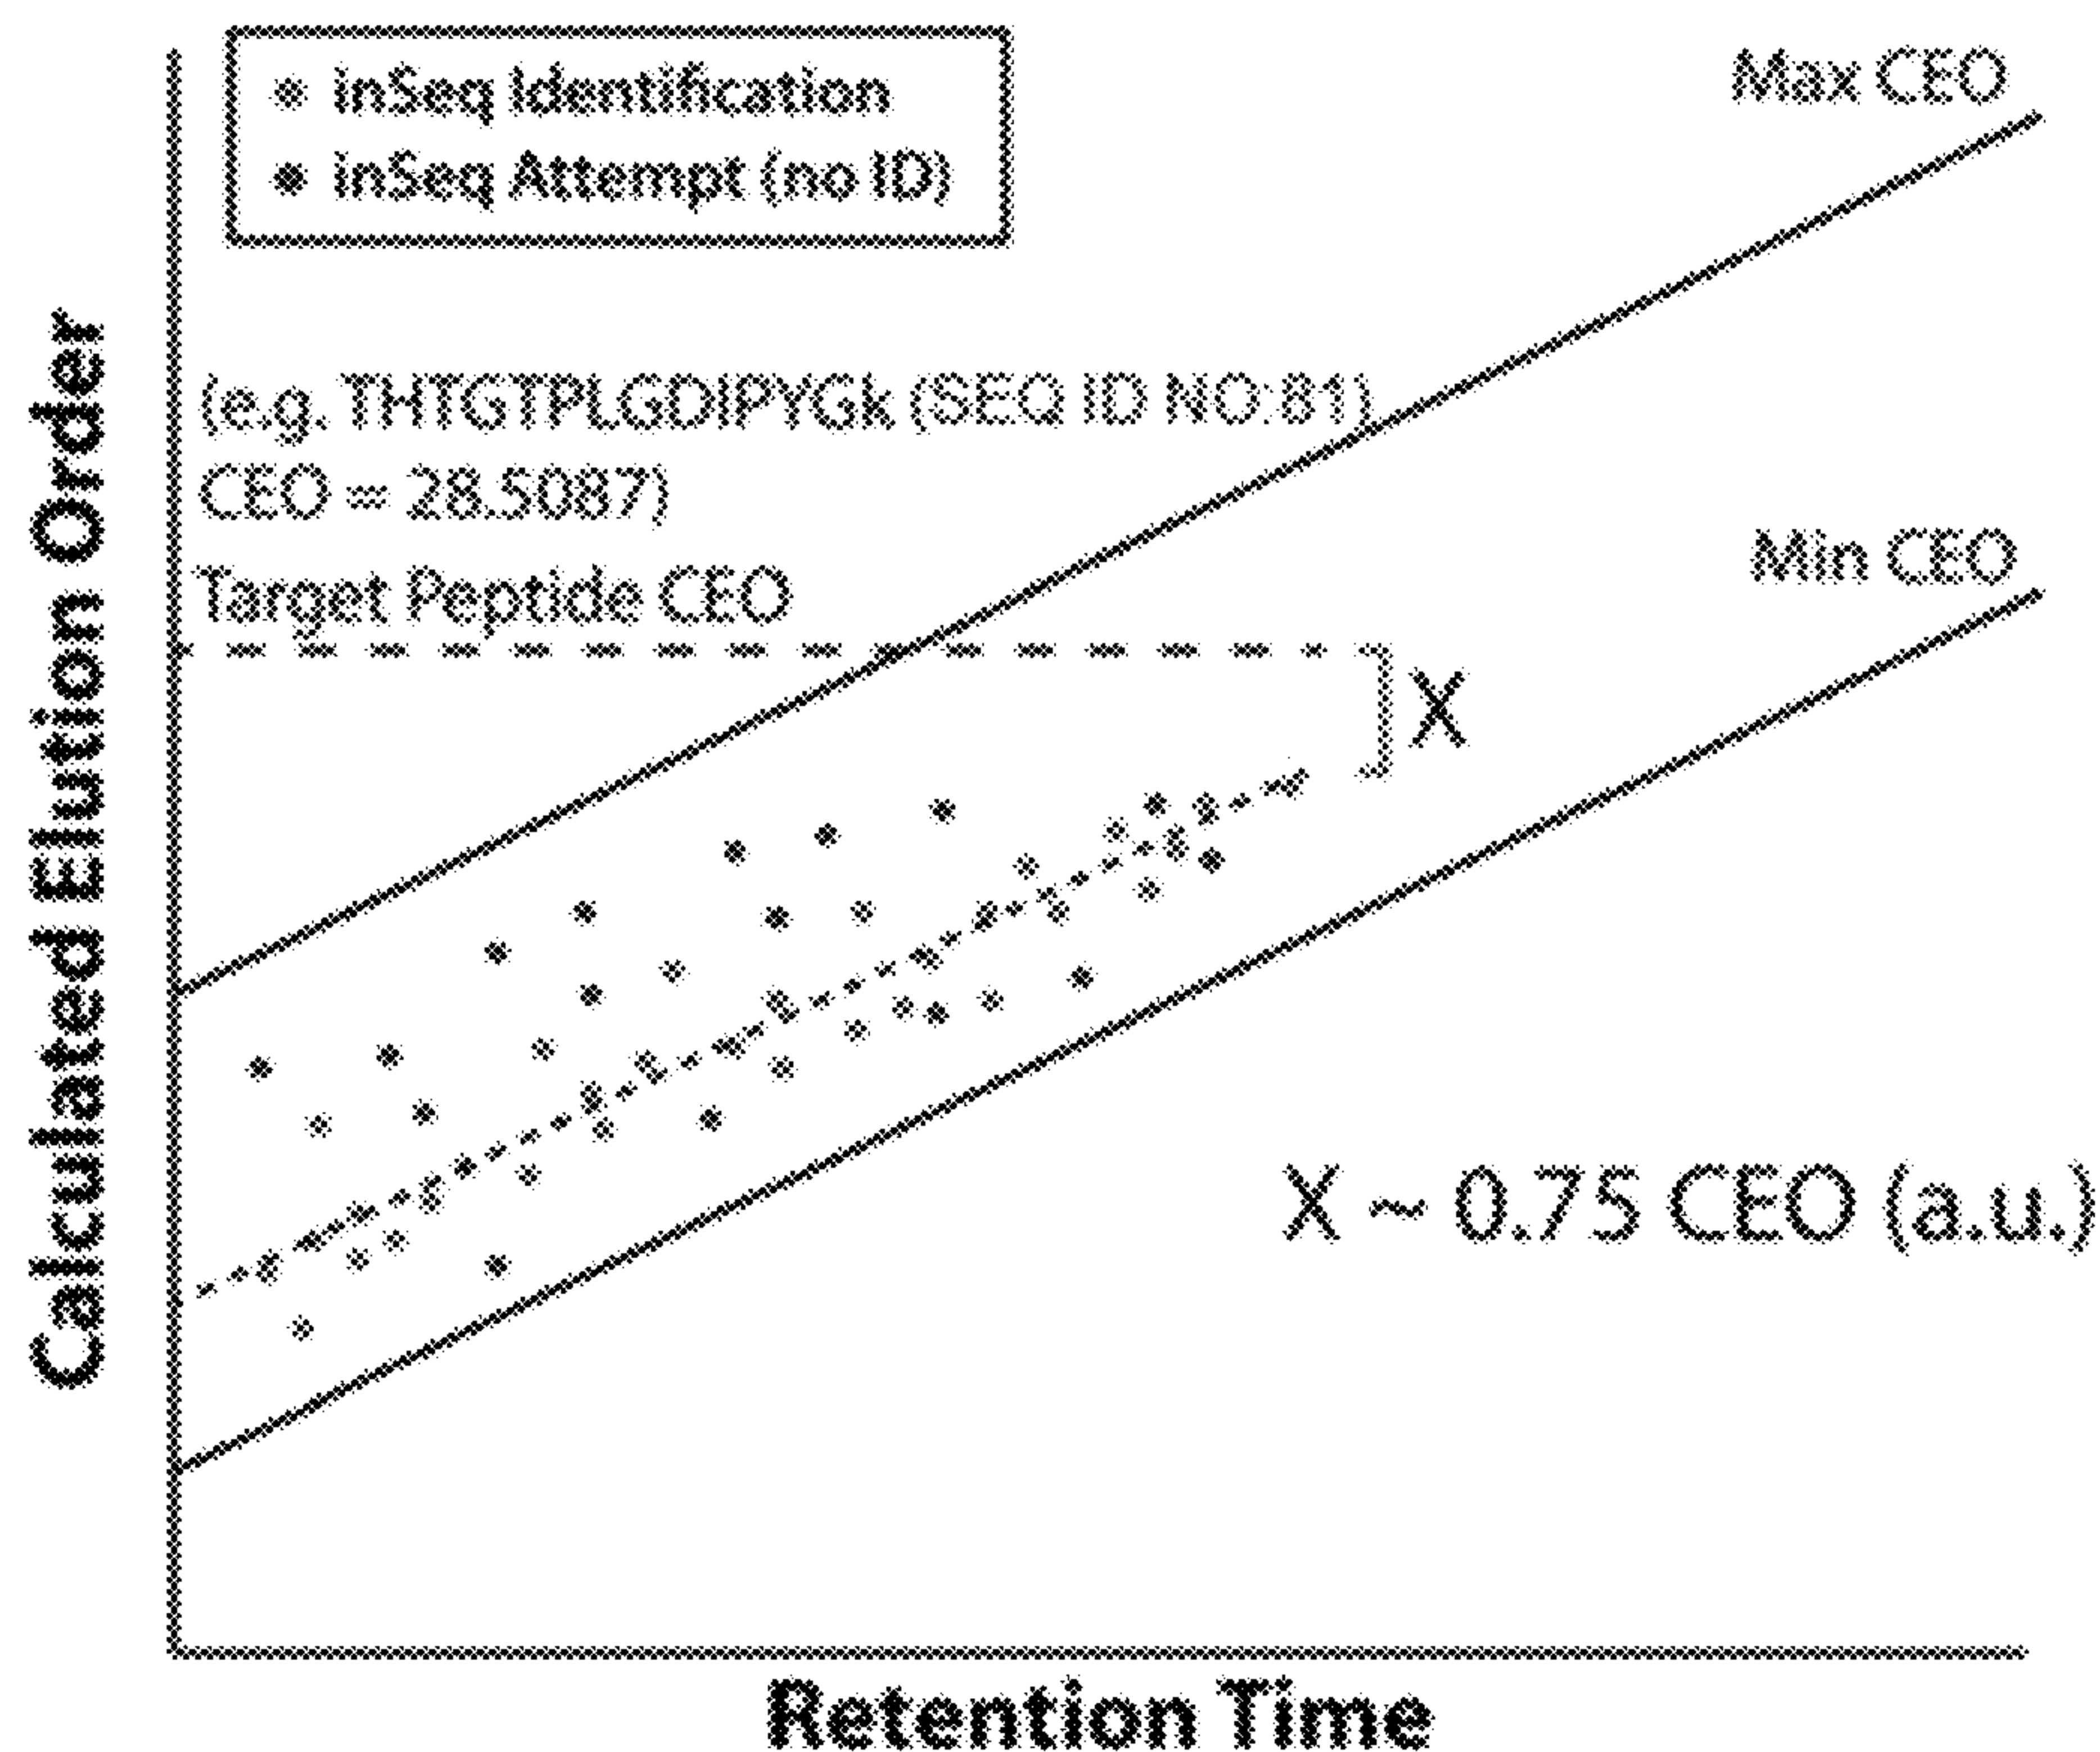 inSeq Identification
inSeq Attempt (no ID)
Max CEO
(e.g. THTGTPLGDIPYGk (SEQ ID NO:81)
CEO = 28.5087)
Target Peptide CEO
Min CEO
X
X ~ 0.75 CEO (a.u.)
Calculated Elution Order
Retention Time